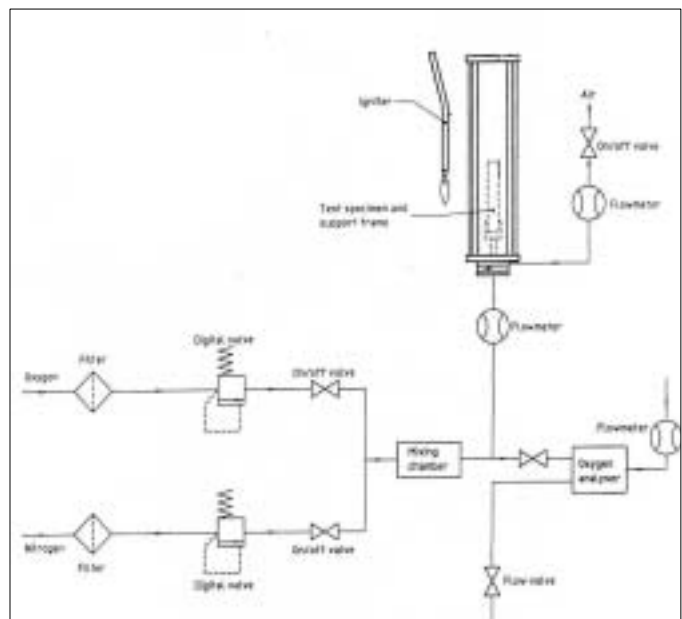 Igniter
Air
On/off valve
Flowmeter
Test specimen and
support frame
Flowmeter
Digital valve
Filter
On/off valve
Oxygen
Flowmeter
Mixing
chamber
Oxygen
analyser
Nitrogen
On/off valve
Filter
Digital valve
Flow valve